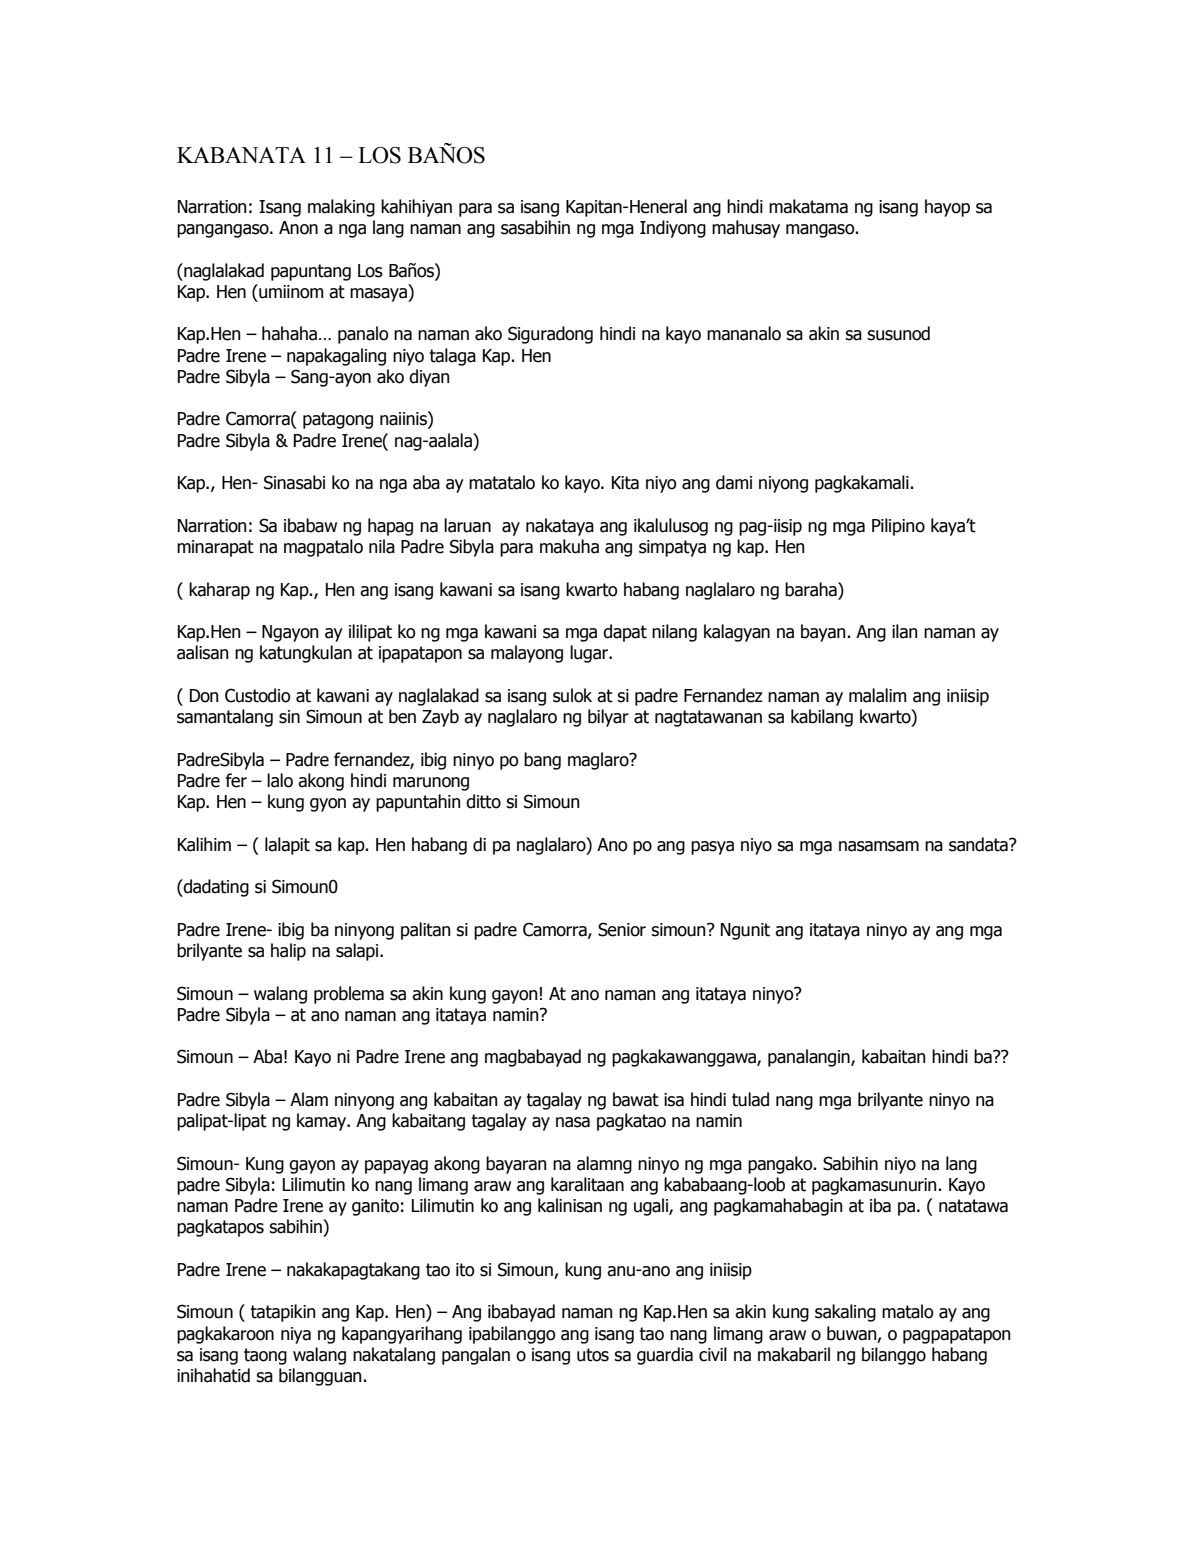 KABANATA 11 – LOS BAÑOS
Narration: Isang malaking kahihiyan para sa isang Kapitan-Heneral ang hindi makatama ng isang hayop sa
pangangaso. Anon a nga lang naman ang sasabihin ng mga Indiyong mahusay mangaso.
(naglalakad papuntang Los Baños)
Kap. Hen (umiinom at masaya)
Kap.Hen – hahaha… panalo na naman ako Siguradong hindi na kayo mananalo sa akin sa susunod
Padre Irene – napakagaling niyo talaga Kap. Hen
Padre Sibyla – Sang-ayon ako diyan
Padre Camorra( patagong naiinis)
Padre Sibyla & Padre Irene( nag-aalala)
Kap., Hen- Sinasabi ko na nga aba ay matatalo ko kayo. Kita niyo ang dami niyong pagkakamali.
Narration: Sa ibabaw ng hapag na laruan  ay nakataya ang ikalulusog ng pag-iisip ng mga Pilipino kaya’t
minarapat na magpatalo nila Padre Sibyla para makuha ang simpatya ng kap. Hen
( kaharap ng Kap., Hen ang isang kawani sa isang kwarto habang naglalaro ng baraha)
Kap.Hen – Ngayon ay ililipat ko ng mga kawani sa mga dapat nilang kalagyan na bayan. Ang ilan naman ay
aalisan ng katungkulan at ipapatapon sa malayong lugar.
( Don Custodio at kawani ay naglalakad sa isang sulok at si padre Fernandez naman ay malalim ang iniisip
samantalang sin Simoun at ben Zayb ay naglalaro ng bilyar at nagtatawanan sa kabilang kwarto)
PadreSibyla – Padre fernandez, ibig ninyo po bang maglaro?
Padre fer – lalo akong hindi marunong
Kap. Hen – kung gyon ay papuntahin ditto si Simoun
Kalihim – ( lalapit sa kap. Hen habang di pa naglalaro) Ano po ang pasya niyo sa mga nasamsam na sandata?
(dadating si Simoun0
Padre Irene- ibig ba ninyong palitan si padre Camorra, Senior simoun? Ngunit ang itataya ninyo ay ang mga
brilyante sa halip na salapi.
Simoun – walang problema sa akin kung gayon! At ano naman ang itataya ninyo?
Padre Sibyla – at ano naman ang itataya namin?
Simoun – Aba! Kayo ni Padre Irene ang magbabayad ng pagkakawanggawa, panalangin, kabaitan hindi ba??
Padre Sibyla – Alam ninyong ang kabaitan ay tagalay ng bawat isa hindi tulad nang mga brilyante ninyo na
palipat-lipat ng kamay. Ang kabaitang tagalay ay nasa pagkatao na namin
Simoun- Kung gayon ay papayag akong bayaran na alamng ninyo ng mga pangako. Sabihin niyo na lang
padre Sibyla: Lilimutin ko nang limang araw ang karalitaan ang kababaang-loob at pagkamasunurin. Kayo
naman Padre Irene ay ganito: Lilimutin ko ang kalinisan ng ugali, ang pagkamahabagin at iba pa. ( natatawa
pagkatapos sabihin)
Padre Irene – nakakapagtakang tao ito si Simoun, kung anu-ano ang iniisip
Simoun ( tatapikin ang Kap. Hen) – Ang ibabayad naman ng Kap.Hen sa akin kung sakaling matalo ay ang
pagkakaroon niya ng kapangyarihang ipabilanggo ang isang tao nang limang araw o buwan, o pagpapatapon
sa isang taong walang nakatalang pangalan o isang utos sa guardia civil na makabaril ng bilanggo habang
inihahatid sa bilangguan.